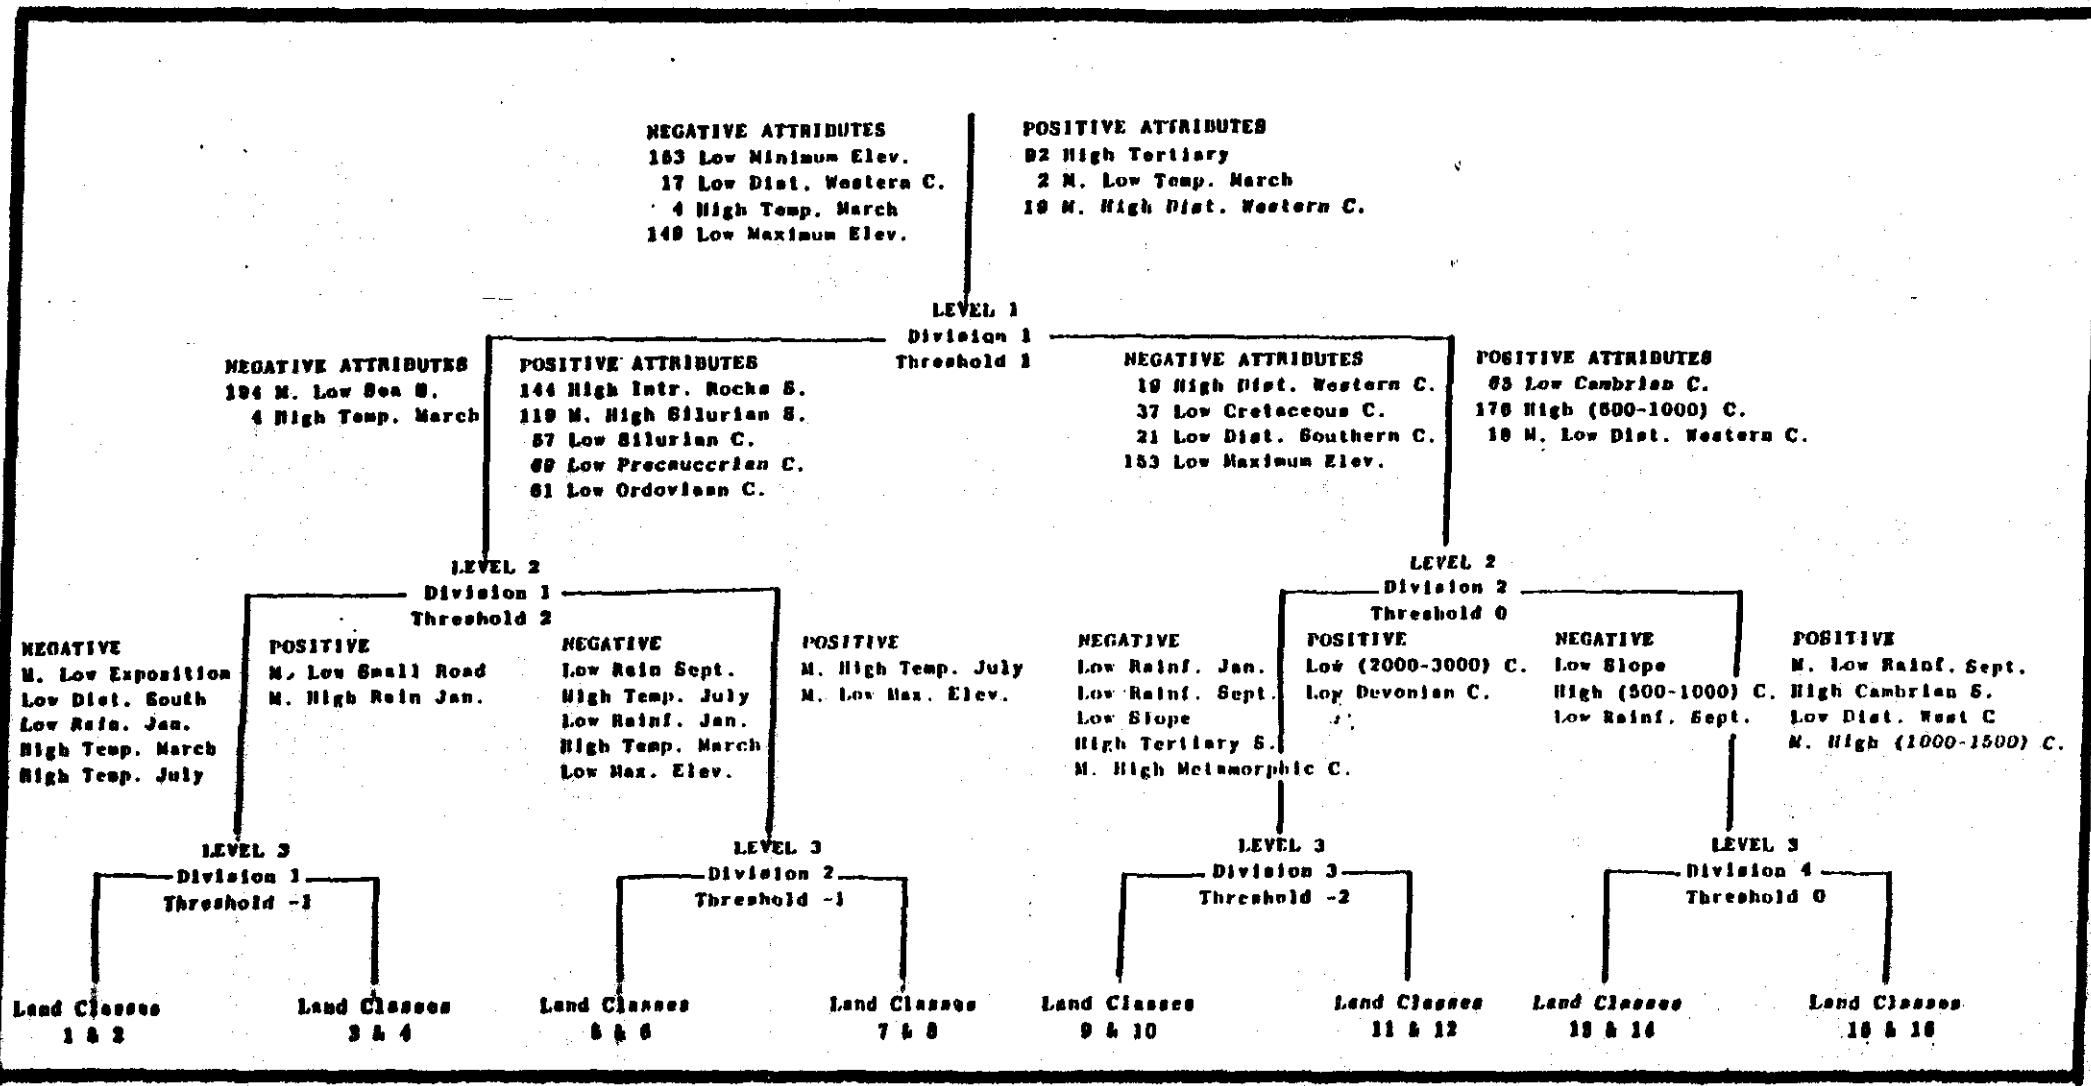 NEGATIVE ATTRIBUTES
153 Low Minimum Elev.
17 Low Dist. Western C.
4 High Temp. March
149 Low Maximum Elev.
POSITIVE ATTRIBUTES
92 High Tertiary
2 M. Low Temp. March
19 M. High Dist. Western C.
LEVEL 1
Division 1
Threshold 1
NEGATIVE ATTRIBUTES
194 M. Low Sea S.
4 High Temp. March
POSITIVE ATTRIBUTES
144 High Intr. Rocks S.
119 M. High Silurian S.
57 Low Silurian C.
69 Low C.
61 Low C.
NEGATIVE ATTRIBUTES
19 High Dist. Western C.
37 Low Cretaceous C.
21 Low Dist. Southern C.
153 Low Maximum Elev.
POSITIVE ATTRIBUTES
Low Cambrian C.
176 High (500-1000) C.
18 M. Low Dist. Western C.
LEVEL 2
Division 1
Threshold 2
LEVEL 2
Division 2
Threshold 0
NEGATIVE
M. Low Exposition
Low Dist. South
Low Rain. Jan.
High Temp. March
High Temp. July
POSITIVE
M. Low Small Road
M. High Rain Jan.
NEGATIVE
Low Rain Sept.
High Temp. July
Low Rainf. Jan.
High Temp. March
Low Max. Elev.
POSITIVE
M. High Temp. July
M. Low Max. Elev.
NEGATIVE
Low Rainf. Jan.
Low Rainf. Sept.
Low Slope
High Tertiary S.
M. High Metamorphic C.
POSITIVE
Low (2000-3000) C.
Low Devonian C.
NEGATIVE
Low Slope
High (500-1000) C.
Low Rainf. Sept.
POSITIVE
M. Low Rainf. Sept.
High Cambrian S.
Low Dist. West C
M. High (1000-1500) C.
LEVEL 3
Division 1
Threshold -1
LEVEL 3
Division 2
Threshold -1
LEVEL 3
Division 3
Threshold -2
LEVEL 3
Division 4
Threshold 0
Land Classes
1 & 2
Land Classes
3 & 4
Land Classes
5 & 6
Land Classes
7 & 8
Land Classes
9 & 10
Land Classes
11 & 12
Land Classes
13 & 14
Land Classes
15 & 16